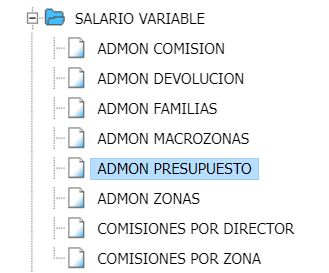 SALARIO VARIABLE
ADMON COMISION
ADMON DEVOLUCION
ADMON FAMILIAS
ADMON MACROZONAS
ADMON PRESUPUESTO
ADMON ZONAS
COMISIONES POR DIRECTOR
COMISIONES POR ZONA